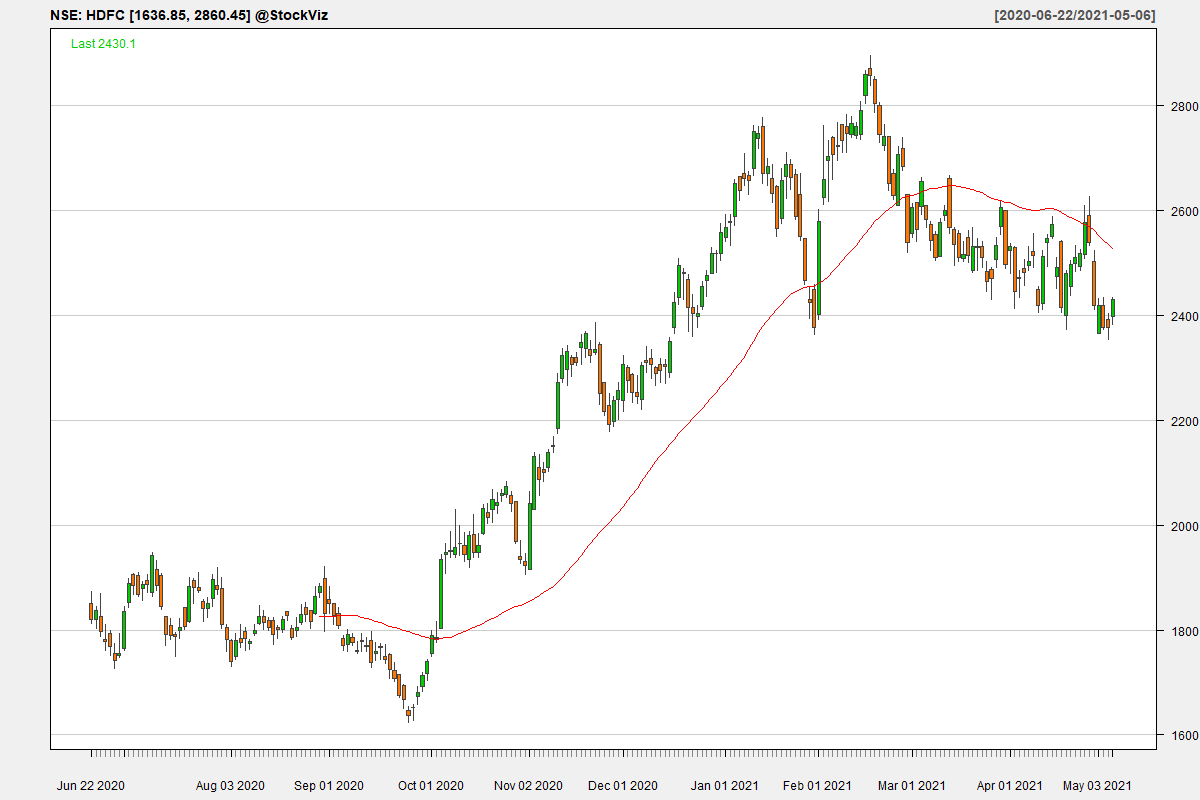 NSE: HDFC [1636.85, 2860.45] @StockViz
[2020-06-22/2021-05-06]
Last 2430.1
2800
2600
2400
2200
2000
1800
1600
Jun 22 2020
Aug 03 2020
Sep 01 2020
Oct 01 2020
Nov 02 2020
Dec 01 2020
Jan 01 2021
Feb 01 2021
Mar 01 2021
Apr 01 2021
May 03 2021